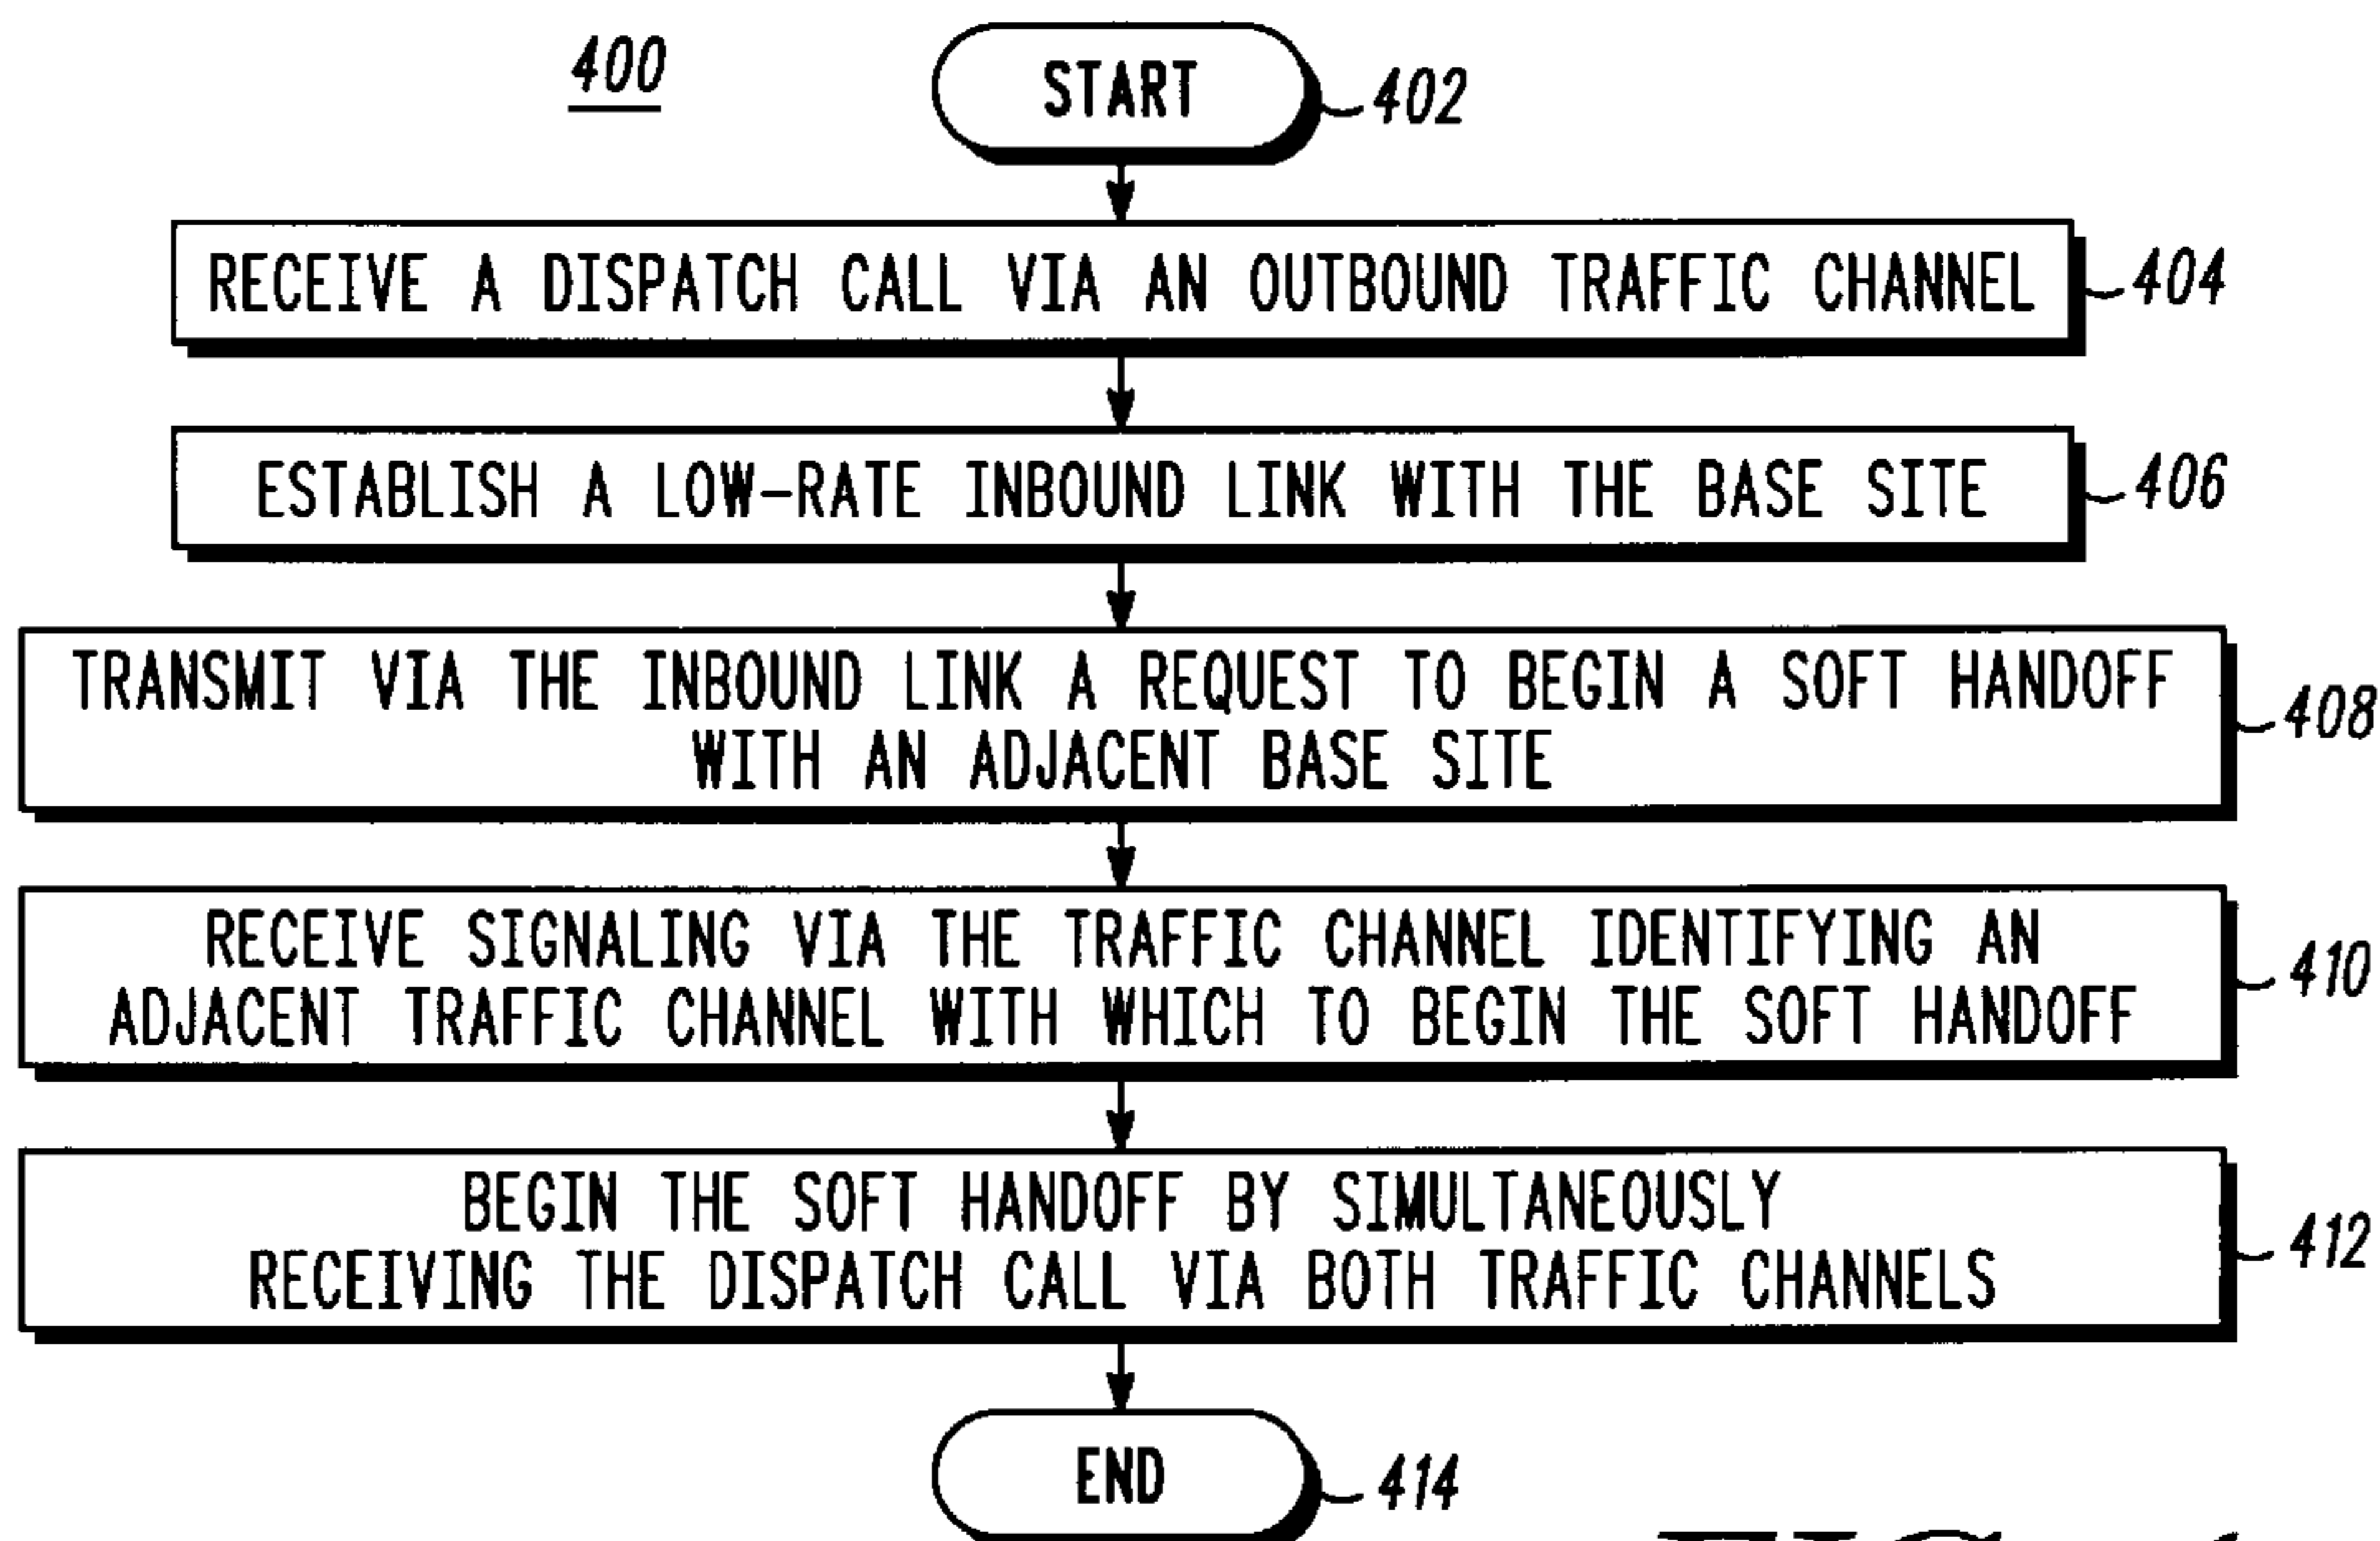 400
START
402
RECEIVE A DISPATCH CALL VIA AN OUTBOUND TRAFFIC CHANNEL
404
ESTABLISH A LOW-RATE INBOUND LINK WITH THE BASE SITE
406
TRANSMIT VIA THE INBOUND LINK A REQUEST TO BEGIN A SOFT HANDOFF
WITH AN ADJACENT BASE SITE
408
RECEIVE SIGNALING VIA THE TRAFFIC CHANNEL IDENTIFYING AN
ADJACENT TRAFFIC CHANNEL WITH WHICH TO BEGIN THE SOFT HANDOFF
410
BEGIN THE SOFT HANDOFF BY SIMULTANEOUSLY
RECEIVING THE DISPATCH CALL VIA BOTH TRAFFIC CHANNELS
412
END
414